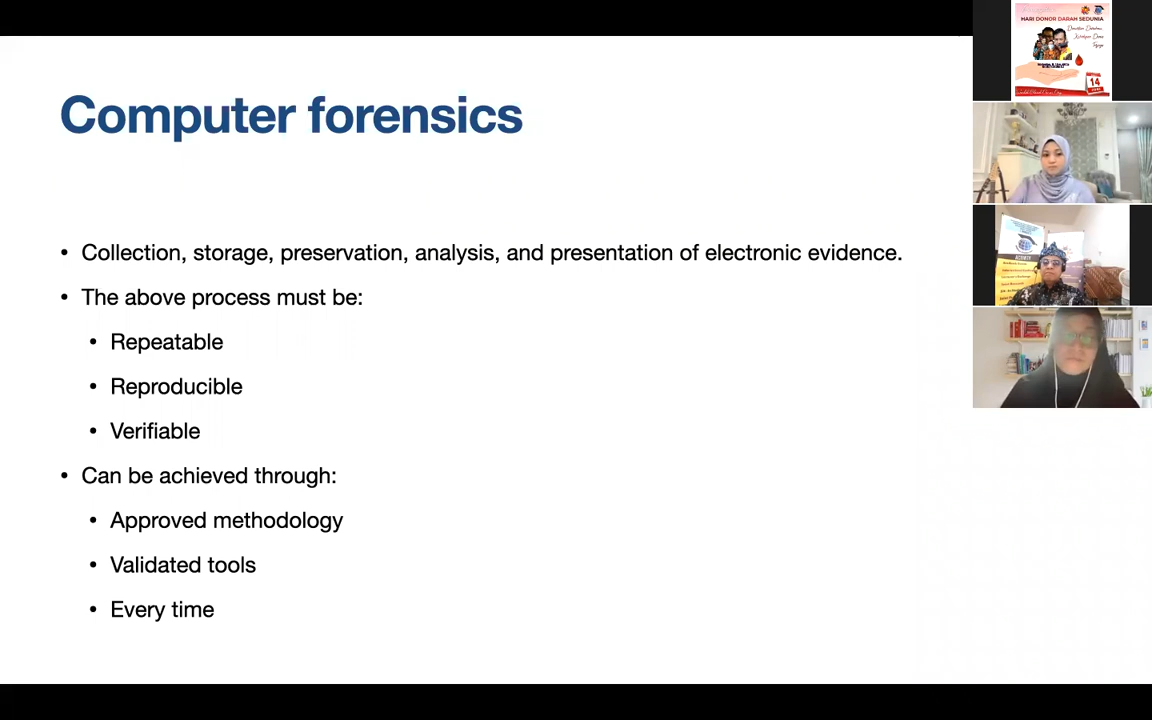 Computer forensics
• Collection, storage, preservation, analysis, and presentation of electronic evidence.
• The above process must be:
• Repeatable
• Reproducible
• Verifiable
• Can be achieved through:
• Approved methodology
• Validated tools
• Every time
HARI DONOR DARAH SEDUNIA
14